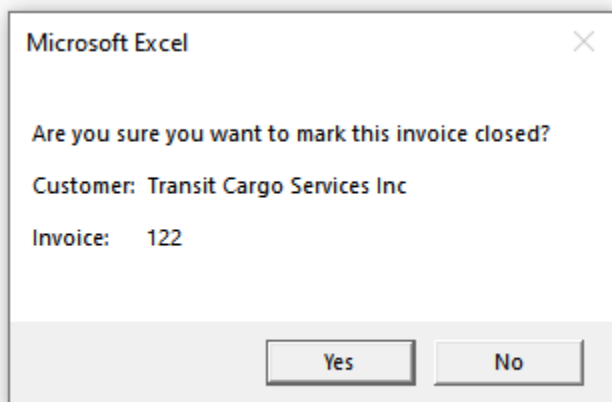 Microsoft Excel
Are you sure you want to mark this invoice closed?
Customer: Transit Cargo Services Inc
Invoice: 122
Yes No